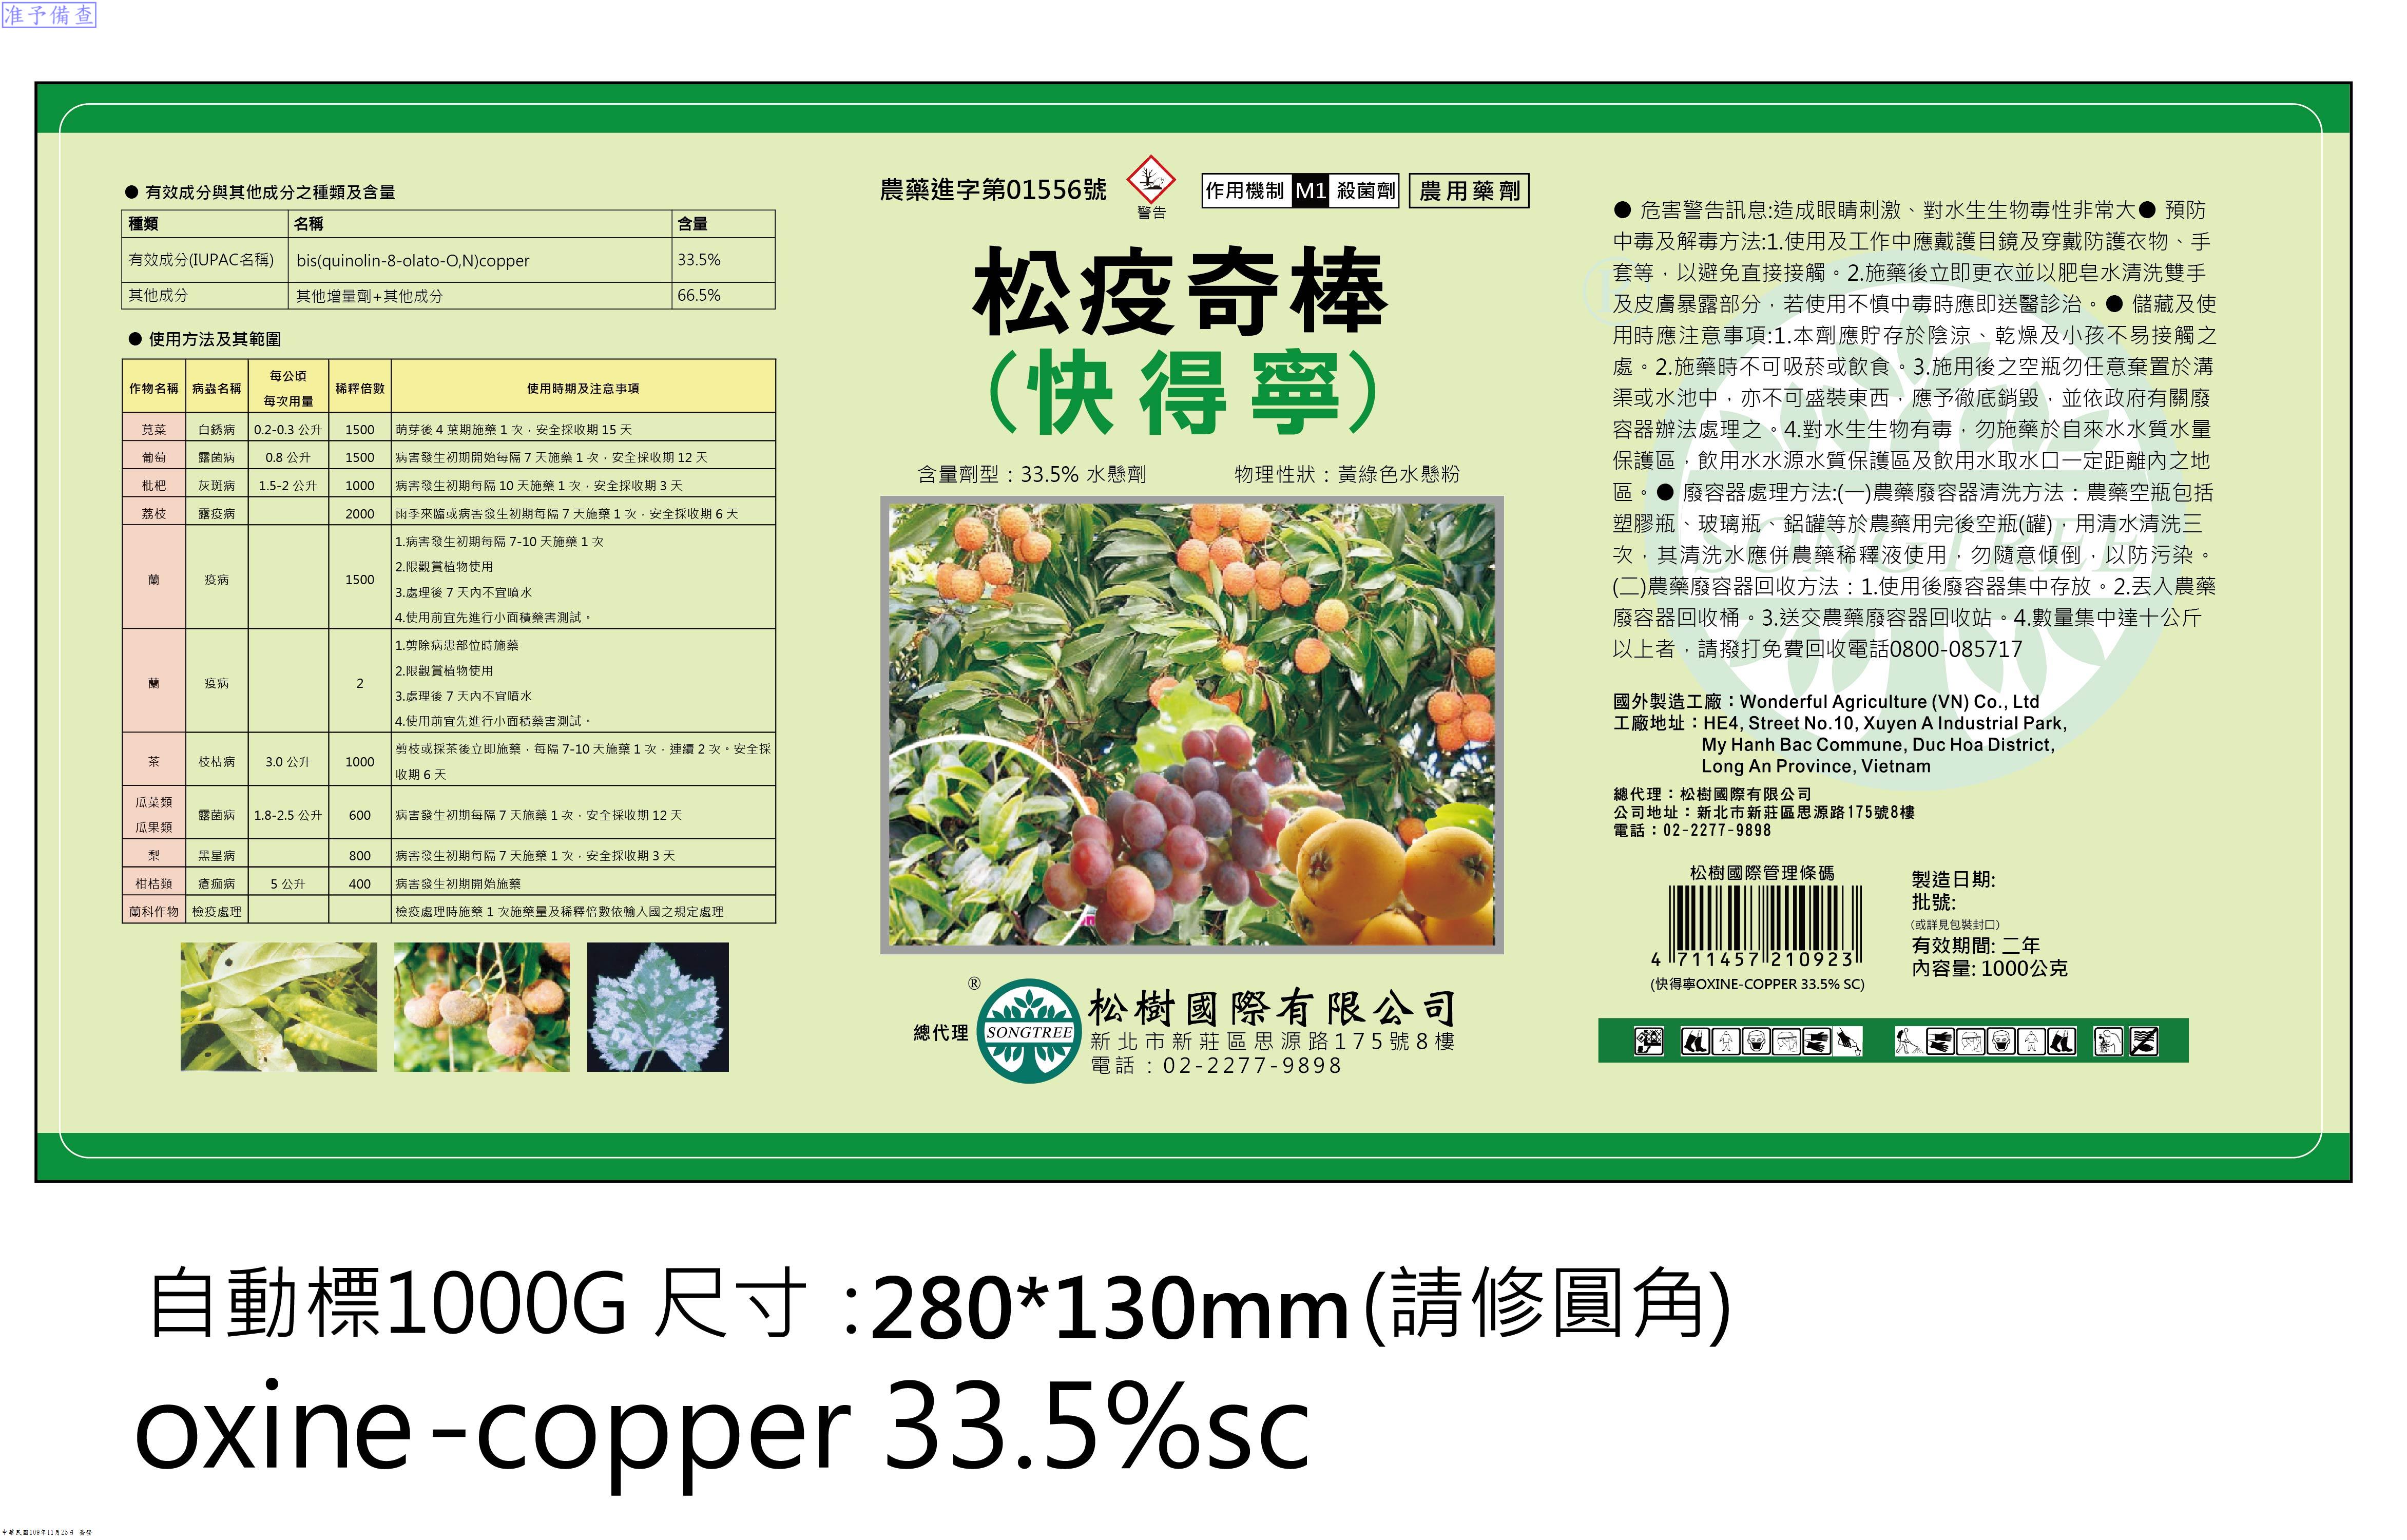 准予備查
● 有效成分與其他成分之種類及含量
種類 名稱 含量
有效成分(IUPAC名稱) bis(quinolin-8-olato-O,N)copper 33.5%
其他成分 其他增量劑+其他成分 66.5%
● 使用方法及其範圍
作物名稱 病蟲名稱 每公頃每次用量 稀釋倍數 使用時期及注意事項
莧菜 白銹病 0.2-0.3 公升 1500 萌芽後 4 葉期施藥 1 次，安全採收期 15 天
葡萄 露菌病 0.8 公升 1500 病害發生初期開始每隔 7 天施藥 1 次，安全採收期 12 天
枇杷 灰斑病 1.5-2 公升 1000 病害發生初期每隔 10 天施藥 1 次，安全採收期 3 天
荔枝 露疫病 2000 雨季來臨或病害發生初期每隔 7 天施藥 1 次，安全採收期 6 天
蘭 疫病 1500
1.病害發生初期每隔 7-10 天施藥 1 次
2.限觀賞植物使用
3.處理後 7 天內不宜噴水
4.使用前宜先進行小面積藥害測試。
蘭 疫病 2
1.剪除病患部位時施藥
2.限觀賞植物使用
3.處理後 7 天內不宜噴水
4.使用前宜先進行小面積藥害測試。
茶 枝枯病 3.0 公升 1000 剪枝或採茶後立即施藥，每隔 7-10 天施藥 1 次，連續 2 次。安全採
收期 6 天
瓜菜類
瓜果類 露菌病 1.8-2.5 公升 600 病害發生初期每隔 7 天施藥 1 次，安全採收期 12 天
梨 黑星病 800 病害發生初期每隔 7 天施藥 1 次，安全採收期 3 天
柑桔類 瘡痂病 5 公升 400 病害發生初期開始施藥
蘭科作物 檢疫處理 檢疫處理時施藥 1 次施藥量及稀釋倍數依輸入國之規定處理
農藥進字第01556號
警告
作用機制 M1 殺菌劑
農用藥劑
松疫奇棒
(快得寧)
含量劑型：33.5% 水懸劑 物理性狀：黃綠色水懸粉
總代理
®
SONGTREE
松樹國際有限公司
新北市新莊區思源路175號8樓
電話：02-2277-9898
● 危害警告訊息:造成眼睛刺激、對水生生物毒性非常大● 預防
中毒及解毒方法:1.使用及工作中應戴護目鏡及穿戴防護衣物、手
套等，以避免直接接觸。2.施藥後立即更衣並以肥皂水清洗雙手
及皮膚暴露部分，若使用不慎中毒時應即送醫診治。● 儲藏及使
用時應注意事項:1.本劑應貯存於陰涼、乾燥及小孩不易接觸之
處。2.施藥時不可吸菸或飲食。3.施用後之空瓶勿任意棄置於溝
渠或水池中，亦不可盛裝東西，應予徹底銷毀，並依政府有關廢
容器辦法處理之。4.對水生生物有毒，勿施藥於自來水水質水量
保護區，飲用水水源水質保護區及飲用水取水口一定距離內之地
區。● 廢容器處理方法:(一)農藥廢容器清洗方法：農藥空瓶包括
塑膠瓶、玻璃瓶、鋁罐等於農藥用完後空瓶(罐)，用清水清洗三
次，其清洗水應併農藥稀釋液使用，勿隨意傾倒，以防污染。
(二)農藥廢容器回收方法：1.使用後廢容器集中存放。2.丟入農藥
廢容器回收桶。3.送交農藥廢容器回收站。4.數量集中達十公斤
以上者，請撥打免費回收電話0800-085717
® SONGTREE
國外製造工廠：Wonderful Agriculture (VN) Co., Ltd
工廠地址：HE4, Street No.10, Xuyen A Industrial Park,
My Hanh Bac Commune, Duc Hoa District,
Long An Province, Vietnam
總代理：松樹國際有限公司
公司地址：新北市新莊區思源路175號8樓
電話：02-2277-9898
松樹國際管理條碼
4 711457 210923
(快得寧OXINE-COPPER 33.5% SC)
製造日期:
批號:
(或詳見包裝封口)
有效期間: 二年
內容量: 1000公克
自動標1000G 尺寸 :280*130mm(請修圓角)
oxine-copper 33.5%sc
中華民國109年11月25日 簽發